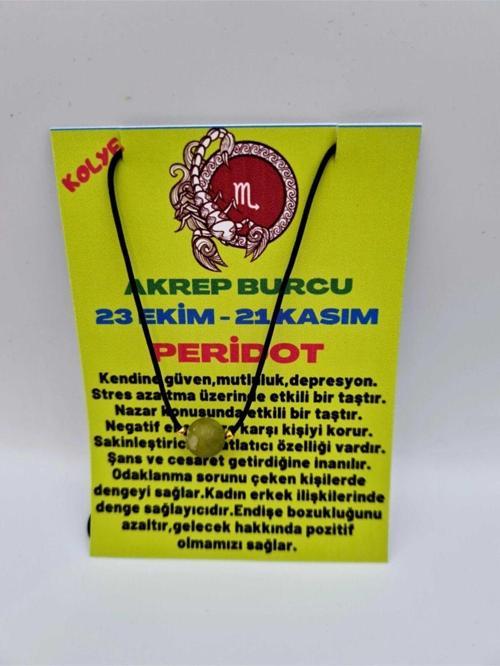 KOLYE
♏
AKREP BURCU
23 EKİM - 21 KASIM
PERİDOT
Kendine güven,mutluluk,depresyon.
Stres azaltma üzerinde etkili bir taştır.
Nazar konusunda etkili bir taştır.
Negatif karşı kişiyi korur.
özelliği vardır.
Şans ve cesaret getirdiğine inanılır.
Odaklanma sorunu çeken kişilerde
dengeyi sağlar.Kadın erkek ilişkilerinde
denge sağlayıcıdır.Endişe bozukluğunu
azaltır,gelecek hakkında pozitif
olmamızı sağlar.